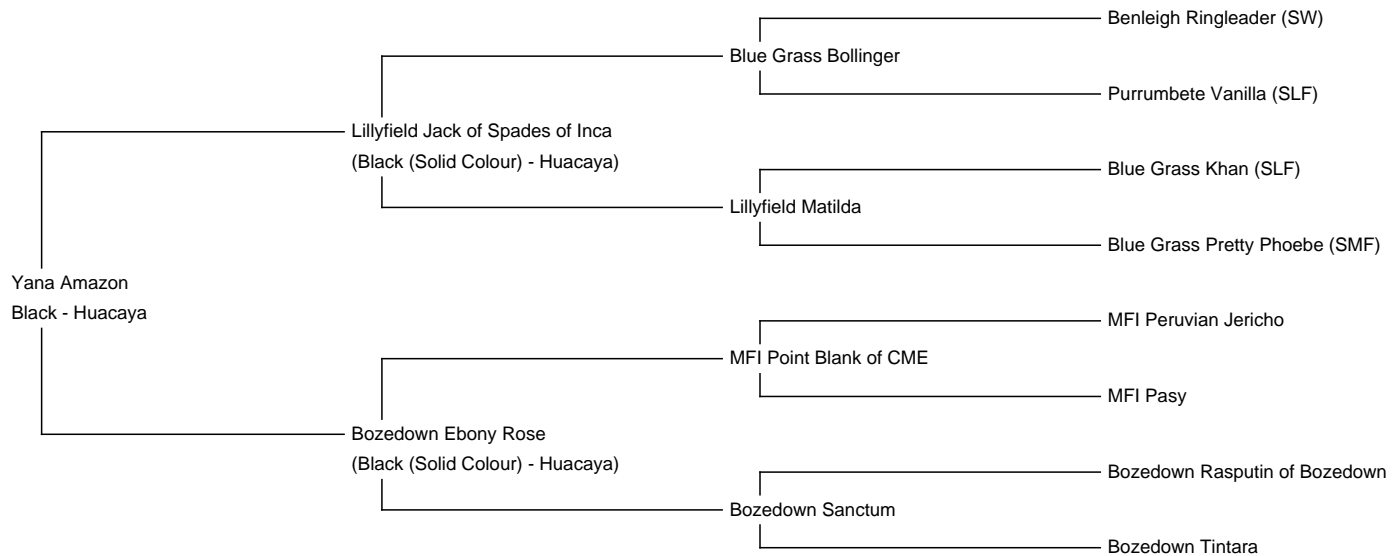 Benleigh Ringleader (SW)
Blue Grass Bollinger
Purrumbete Vanilla (SLF)
Lillyfield Jack of Spades of Inca
(Black (Solid Colour) - Huacaya)
Blue Grass Khan (SLF)
Lillyfield Matilda
Blue Grass Pretty Phoebe (SMF)
Yana Amazon
Black - Huacaya
MFI Peruvian Jericho
MFI Point Blank of CME
MFI Pasy
Bozedown Ebony Rose
(Black (Solid Colour) - Huacaya)
Bozedown Rasputin of Bozedown
Bozedown Sanctum
Bozedown Tintara